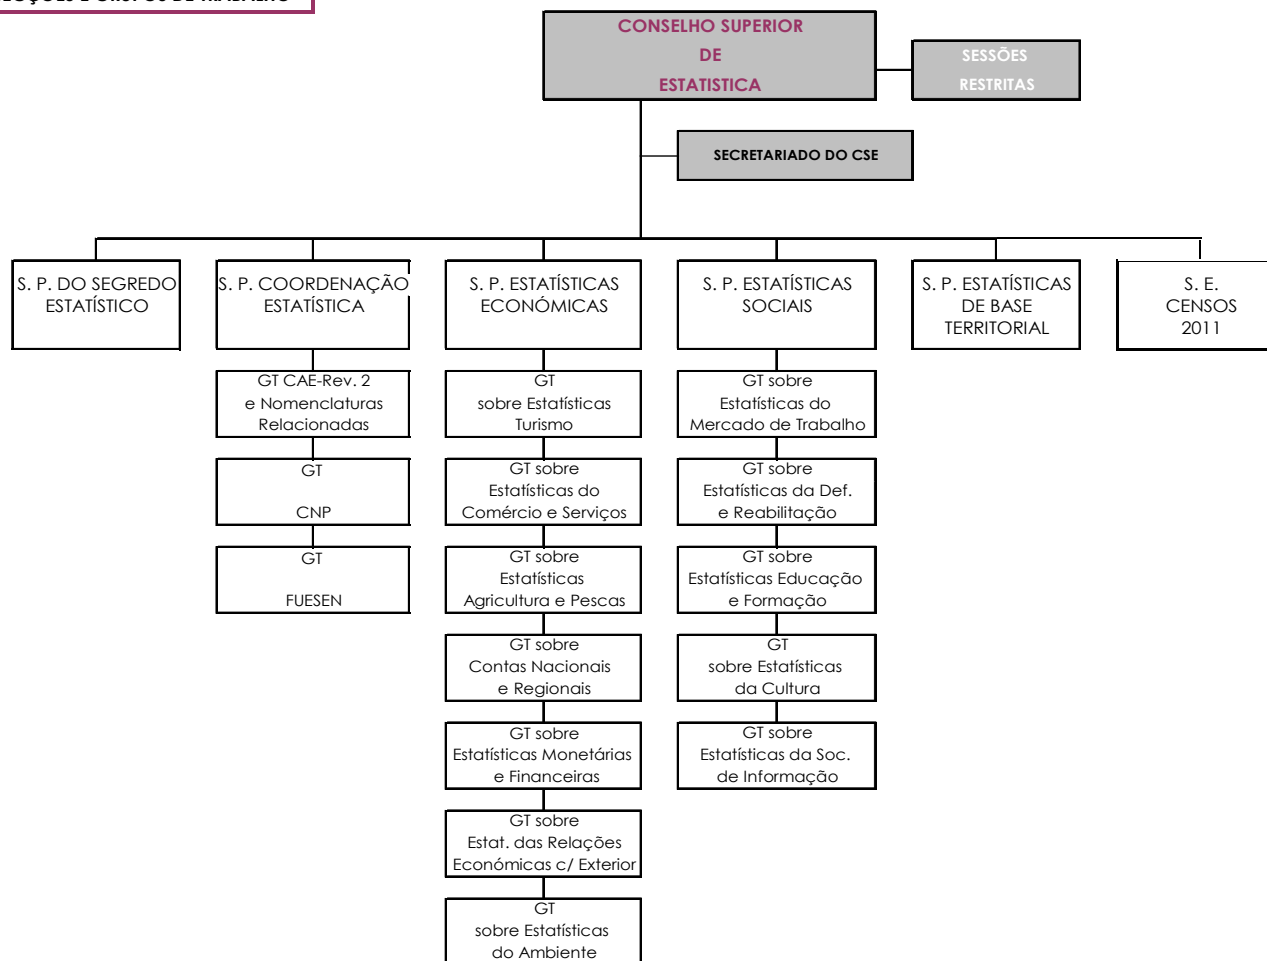 E GRUPOS DE TRABALHO
CONSELHO SUPERIOR
DE
ESTATISTICA
SESSÕES
RESTRITAS
SECRETARIADO DO CSE
S. P. DO SEGREDO
ESTATÍSTICO
S. P. COORDENAÇÃO
ESTATÍSTICA
S. P. ESTATÍSTICAS
ECONÓMICAS
S. P. ESTATÍSTICAS
SOCIAIS
S. P. ESTATÍSTICAS
DE BASE
TERRITORIAL
S. E.
CENSOS
2011
GT CAE-Rev. 2
e Nomenclaturas
Relacionadas
GT
CNP
GT
FUESEN
GT
sobre Estatísticas
Turismo
GT sobre
Estatísticas do
Comércio e Serviços
GT sobre
Estatísticas
Agricultura e Pescas
GT sobre
Contas Nacionais
e Regionais
GT sobre
Estatísticas Monetárias
e Financeiras
GT sobre
Estat. das Relações
Económicas c/ Exterior
GT
sobre Estatísticas
do Ambiente
GT sobre
Estatísticas do
Mercado de Trabalho
GT sobre
Estatísticas da Def.
e Reabilitação
GT sobre
Estatísticas Educação
e Formação
GT
sobre Estatísticas
da Cultura
GT sobre
Estatísticas da Soc.
de Informação